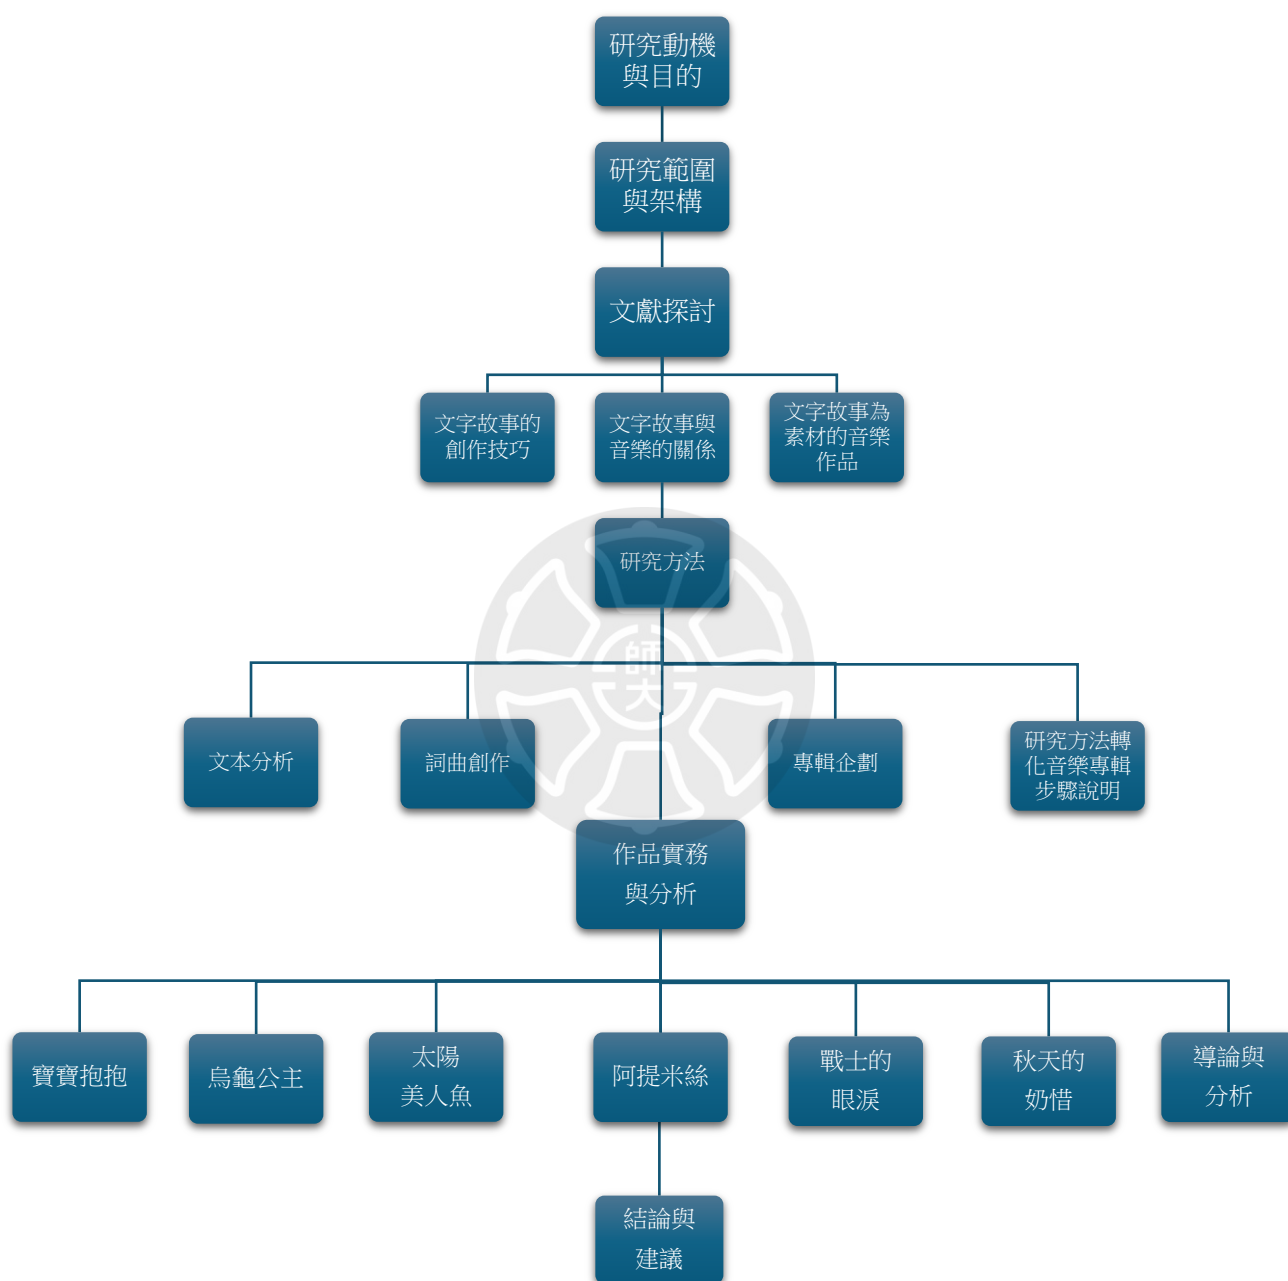 研究動機
與目的
研究範圍
與架構
文獻探討
文字故事的
創作技巧
文字故事與
音樂的關係
文字故事為
素材的音樂
作品
研究方法
師
大
文本分析
詞曲創作
專輯企劃
研究方法轉
化音樂專輯
步驟說明
作品實務
與分析
寶寶抱抱
烏龜公主
太陽
美人魚
阿提米絲
戰士的
眼淚
秋天的
奶惜
導論與
分析
結論與
建議